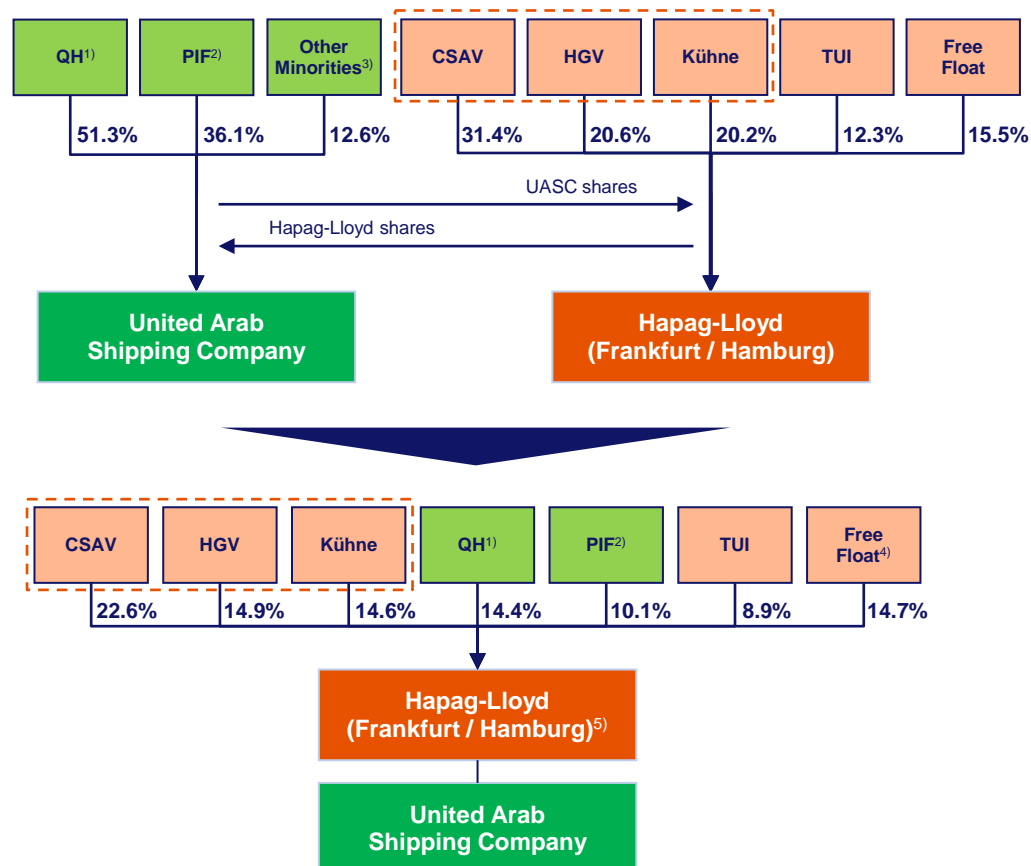 QH1)
PIF2)
Other
Minorities3)
CSAV
HGV
Kühne
TUI
Free
Float
51.3%
36.1%
12.6%
31.4%
20.6%
20.2%
12.3%
15.5%
UASC shares
Hapag-Lloyd shares
United Arab
Shipping Company
Hapag-Lloyd
(Frankfurt / Hamburg)
CSAV
HGV
Kühne
QH1)
PIF2)
TUI
Free
Float4)
22.6%
14.9%
14.6%
14.4%
10.1%
8.9%
14.7%
Hapag-Lloyd
(Frankfurt / Hamburg)5)
United Arab
Shipping Company